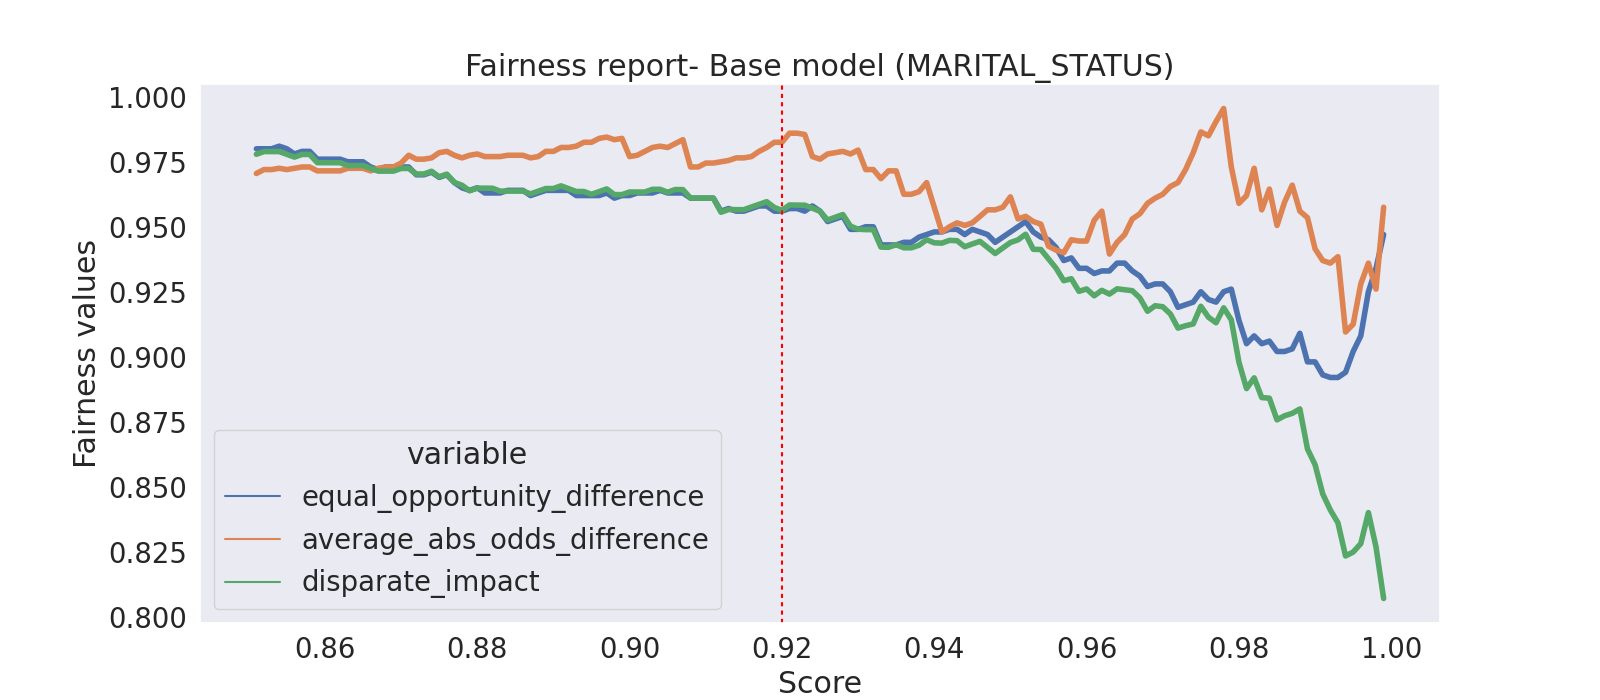 Fairness report- Base model (MARITAL_STATUS)
1.000
0.975
0.950
0.925
0.900
0.875
0.850
0.825
0.800
Fairness values
variable
equal_opportunity_difference
average_abs_odds_difference
disparate_impact
0.86 0.88 0.90 0.92 0.94 0.96 0.98 1.00
Score